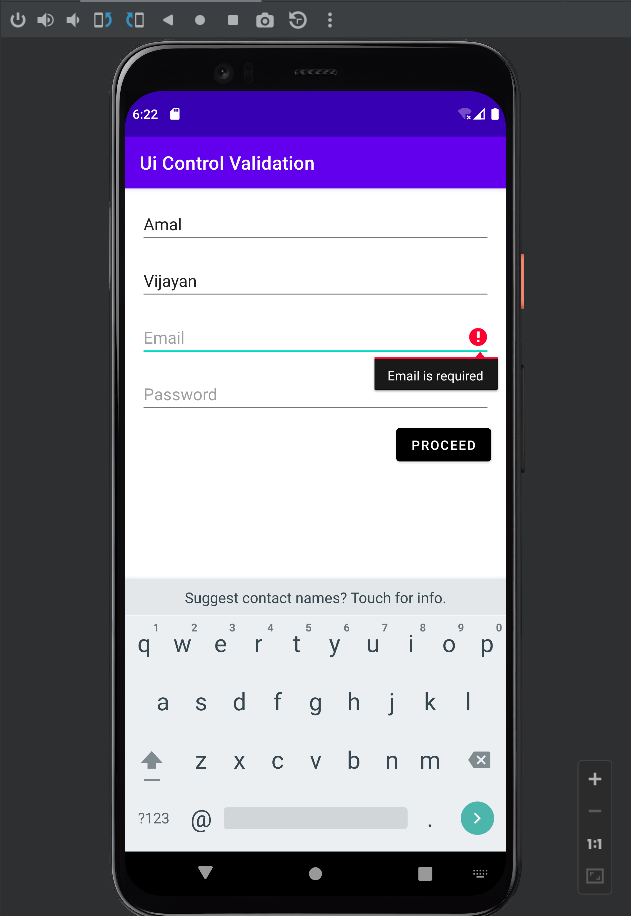 6:22
Ui Control Validation
Amal
Vijayan
Email
Email is required
Password
PROCEED
Suggest contact names? Touch for info.
1 2 3 4 5 6 7 8 9 0
q w e r t y u i o p
a s d f g h j k l
z x c v b n m
?123 @ .
1:1